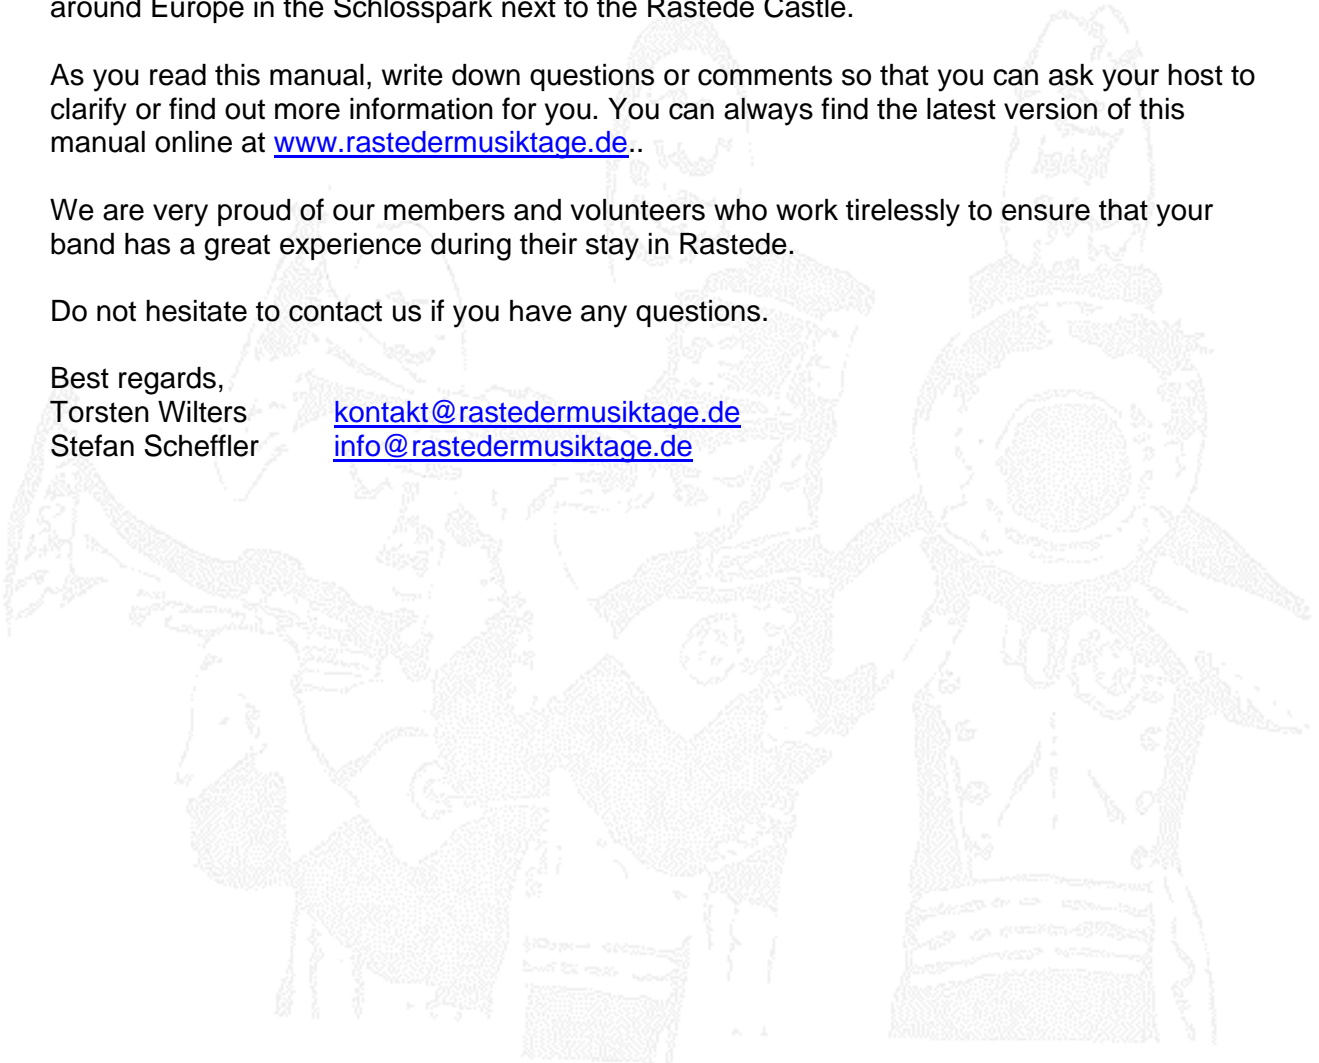 around Europe in the Schlosspark next to the Rastede Castle.
As you read this manual, write down questions or comments so that you can ask your host to
clarify or find out more information for you. You can always find the latest version of this
manual online at www.rastedermusiktage.de..
We are very proud of our members and volunteers who work tirelessly to ensure that your
band has a great experience during their stay in Rastede.
Do not hesitate to contact us if you have any questions.
Best regards,
Torsten Wilters kontakt@rastedermusiktage.de
Stefan Scheffler info@rastedermusiktage.de